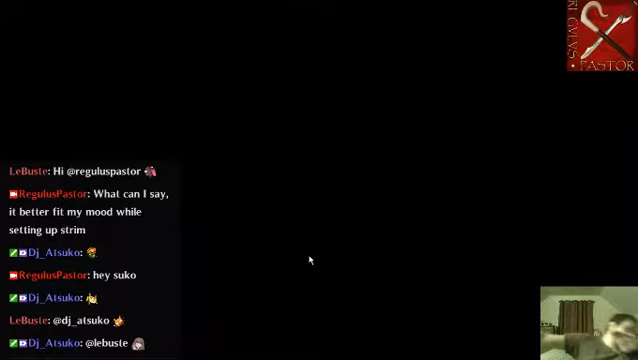 LeBuste: Hi @reguluspastor
RegulusPastor: What can I say,
it better fit my mood while
setting up strim
Dj_Atsuko:
RegulusPastor: hey suko
Dj_Atsuko:
LeBuste: @dj_atsuko
Dj_Atsuko: @lebuste
• PASTOR